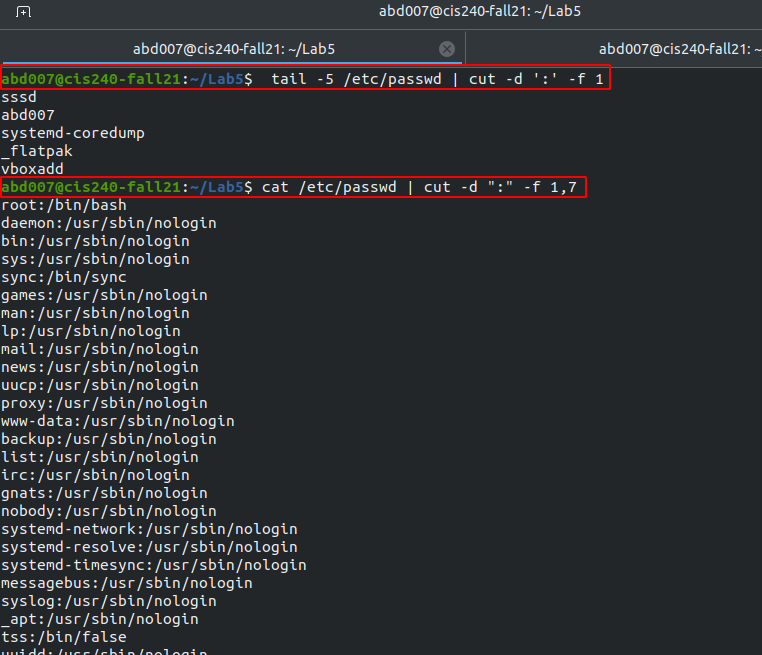 abd007@cis240-fall21: ~/Lab5
abd007@cis240-fall21: ~/Lab5
abd007@cis240-fall21: ~
abd007@cis240-fall21:~/Lab5$  tail -5 /etc/passwd | cut -d ':' -f 1
sssd
abd007
systemd-coredump
_flatpak
vboxadd
abd007@cis240-fall21:~/Lab5$ cat /etc/passwd | cut -d ":" -f 1,7
root:/bin/bash
daemon:/usr/sbin/nologin
bin:/usr/sbin/nologin
sys:/usr/sbin/nologin
sync:/bin/sync
games:/usr/sbin/nologin
man:/usr/sbin/nologin
lp:/usr/sbin/nologin
mail:/usr/sbin/nologin
news:/usr/sbin/nologin
uucp:/usr/sbin/nologin
proxy:/usr/sbin/nologin
www-data:/usr/sbin/nologin
backup:/usr/sbin/nologin
list:/usr/sbin/nologin
irc:/usr/sbin/nologin
gnats:/usr/sbin/nologin
nobody:/usr/sbin/nologin
systemd-network:/usr/sbin/nologin
systemd-resolve:/usr/sbin/nologin
systemd-timesync:/usr/sbin/nologin
messagebus:/usr/sbin/nologin
syslog:/usr/sbin/nologin
_apt:/usr/sbin/nologin
tss:/bin/false
uuidd:/usr/sbin/nologin